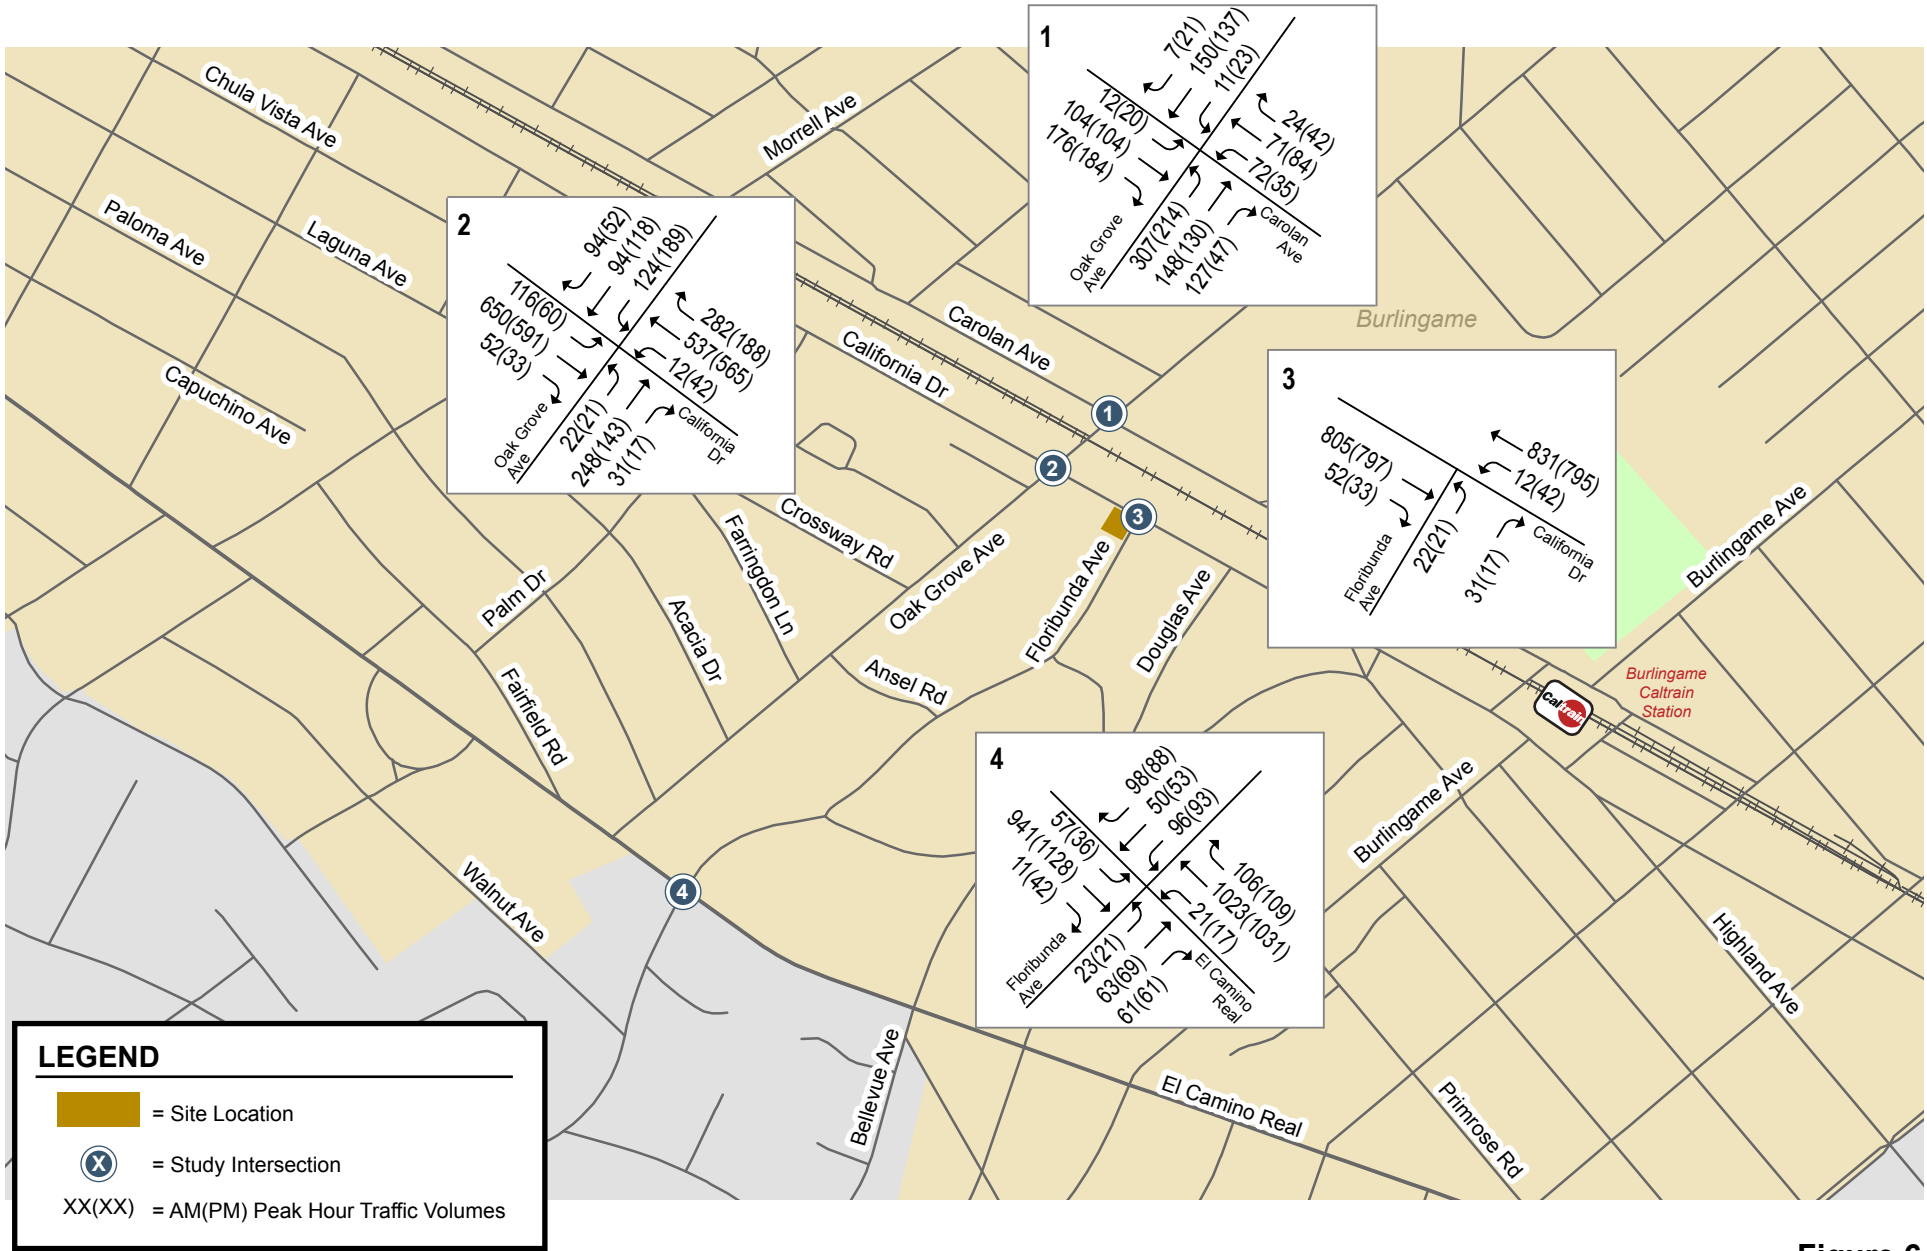 1
7(21)
150(137)
11(23)
12(20)
104(104)
176(184)
24(42)
71(84)
72(35)
307(214)
148(130)
127(47)
Oak Grove
Ave
Carolan
Ave
2
94(52)
94(118)
124(189)
116(60)
650(591)
52(33)
282(188)
537(565)
12(42)
22(21)
248(143)
31(17)
Oak Grove
Ave
California
Dr
3
805(797)
52(33)
831(795)
12(42)
22(21)
31(17)
Floribunda
Ave
California
Dr
4
98(88)
50(53)
96(93)
57(36)
941(1128)
11(42)
106(109)
1023(1031)
21(17)
23(21)
63(69)
61(61)
Floribunda
Ave
El Camino
Real
Chula Vista Ave
Morrell Ave
Paloma Ave
Laguna Ave
Capuchino Ave
Carolan Ave
California Dr
Burlingame
1
2
3
4
Crossway Rd
Farringdon Ln
Oak Grove Ave
Floribunda Ave
Douglas Ave
Palm Dr
Acacia Dr
Ansel Rd
Fairfield Rd
Walnut Ave
Burlingame Ave
Burlingame
Caltrain
Station
Caltrain
Burlingame Ave
Highland Ave
Bellevue Ave
El Camino Real
Primrose Rd
LEGEND
= Site Location
X
= Study Intersection
XX(XX)
= AM(PM) Peak Hour Traffic Volumes
Figure 6